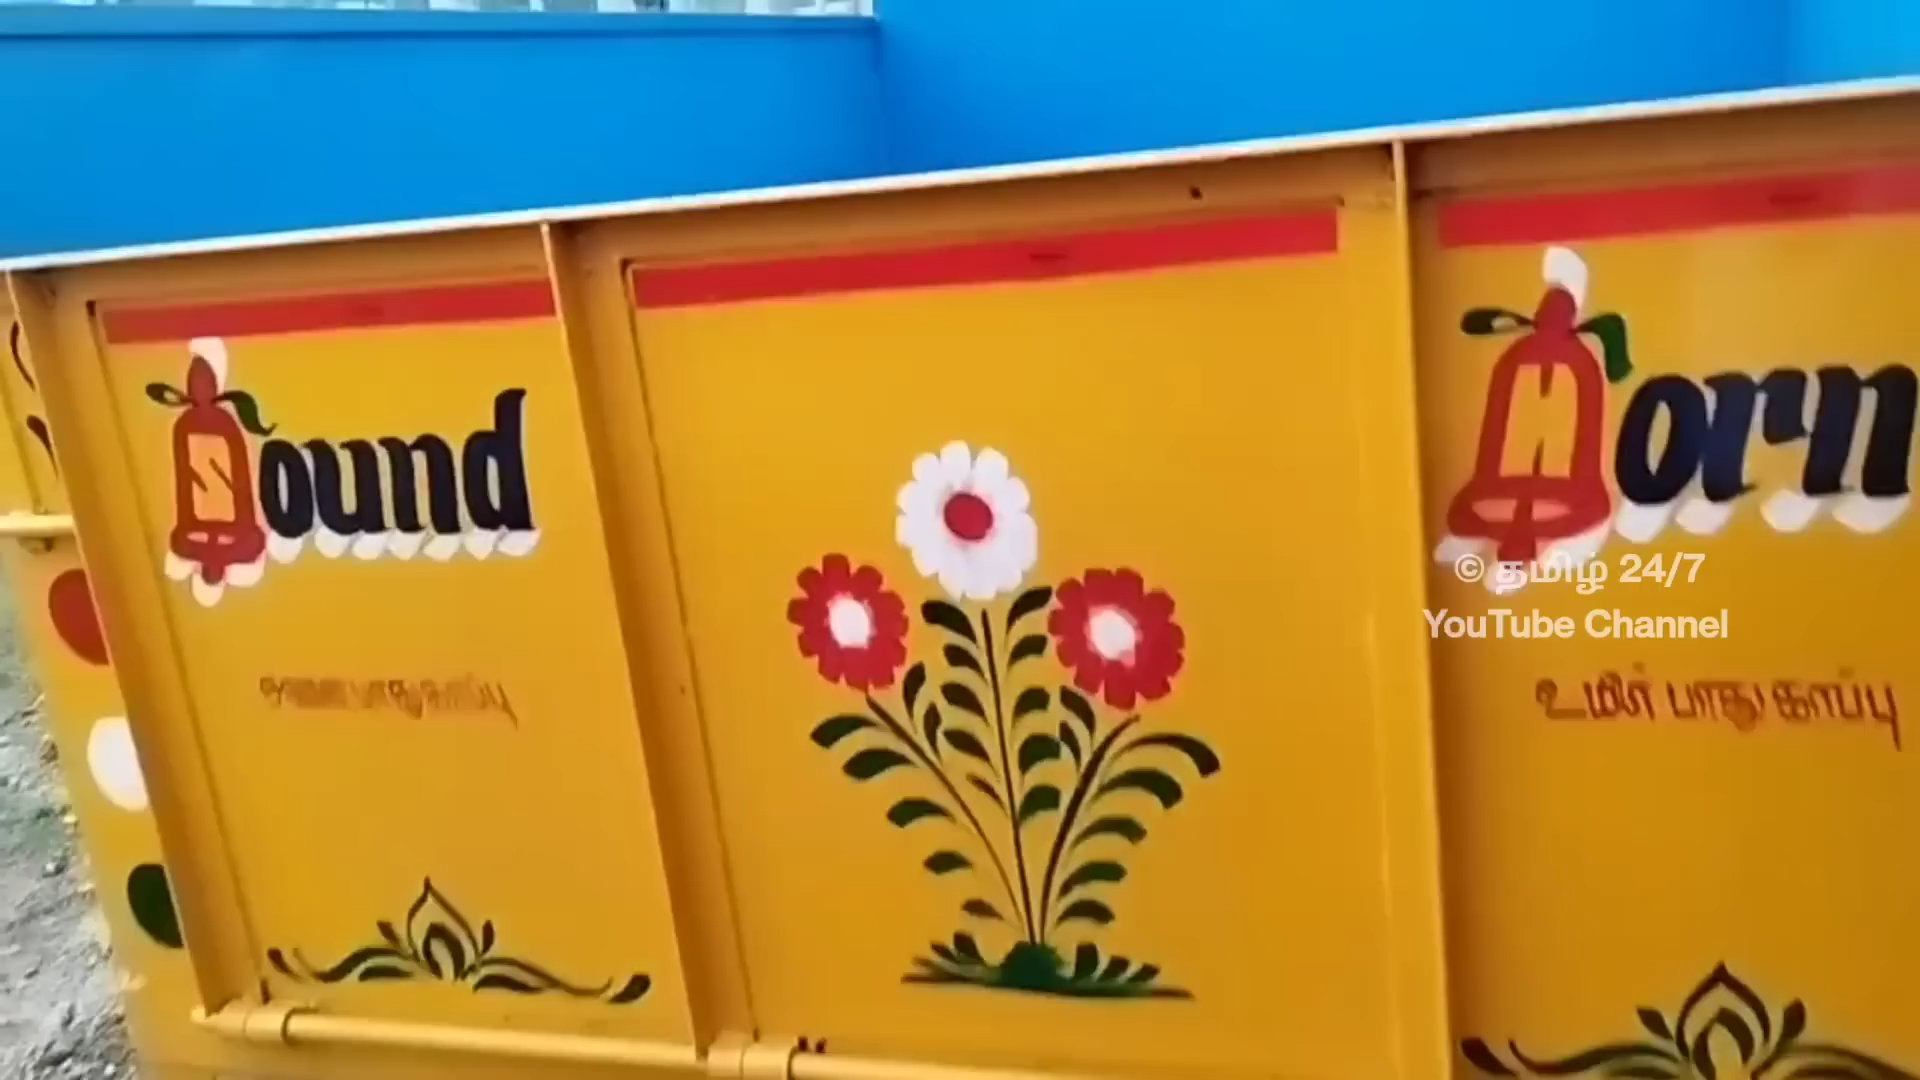 Sound
Horn
© தமிழ் 24/7
YouTube Channel
உயிர் பாதுகாப்பு
பாதுகாப்பு